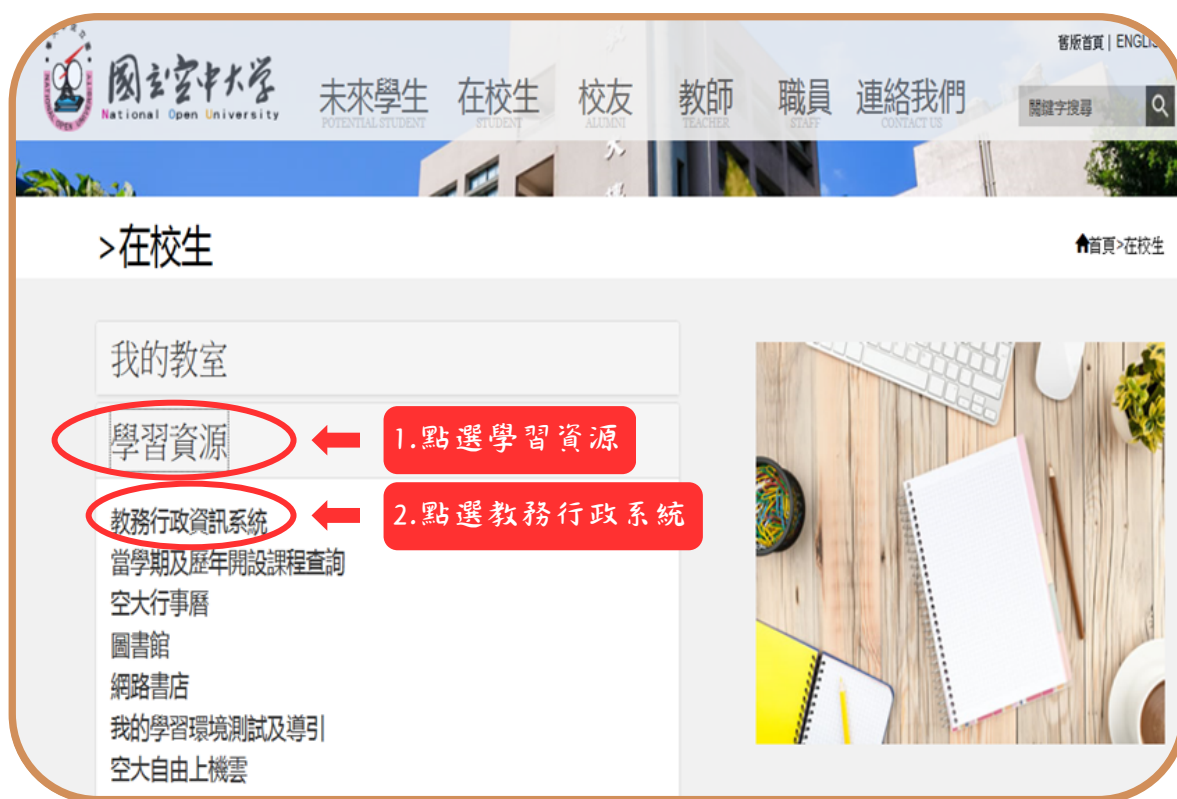 舊版首頁 | ENGLIS
國立空中大學
National Open University
未來學生 在校生 校友 教師 職員 連絡我們
POTENTIAL STUDENT STUDENT ALUMNI TEACHER STAFF CONTACT US
關鍵字搜尋
>在校生
首頁>在校生
我的教室
學習資源
1.點選學習資源
教務行政資訊系統
2.點選教務行政系統
當學期及歷年開設課程查詢
空大行事曆
圖書館
網路書店
我的學習環境測試及導引
空大自由上機雲